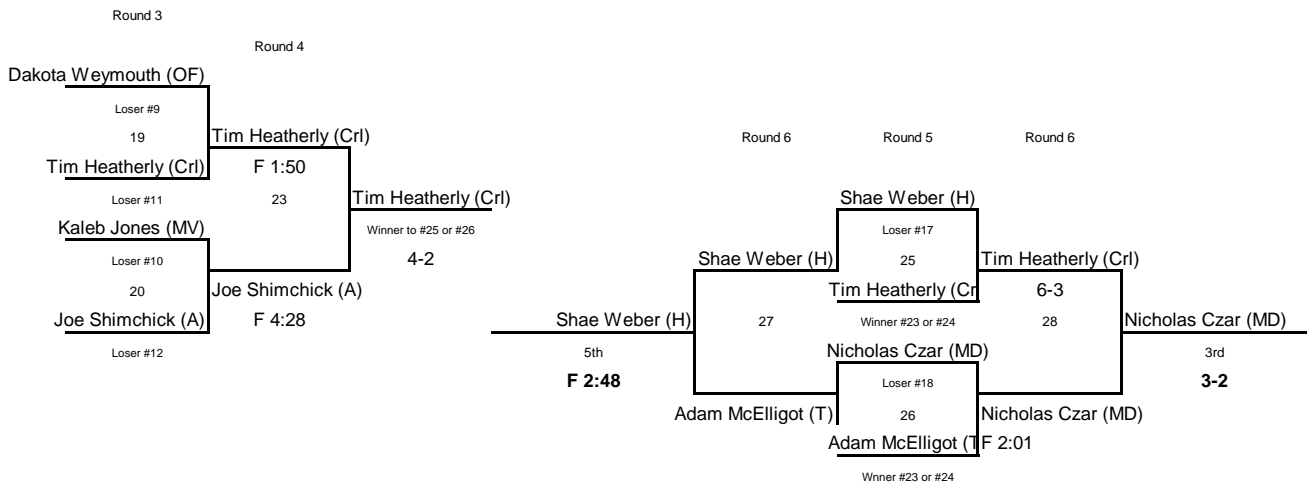 Round 3
Round 4
Dakota Weymouth (OF)
Loser #9
19
Tim Heatherly (Crl)
Round 6
Round 5
Round 6
Tim Heatherly (Crl)
F 1:50
Loser #11
23
Tim Heatherly (Crl)
Shae Weber (H)
Kaleb Jones (MV)
Winner to #25 or #26
Loser #17
Loser #10
4-2
Shae Weber (H)
25
Tim Heatherly (Crl)
20
Joe Shimchick (A)
Tim Heatherly (Cr
6-3
Joe Shimchick (A)
F 4:28
Shae Weber (H)
27
Winner #23 or #24
28
Nicholas Czar (MD)
Loser #12
5th
Nicholas Czar (MD)
3rd
F 2:48
Loser #18
3-2
Adam McElligot (T)
26
Nicholas Czar (MD)
Adam McElligot (T
F 2:01
Wnner #23 or #24